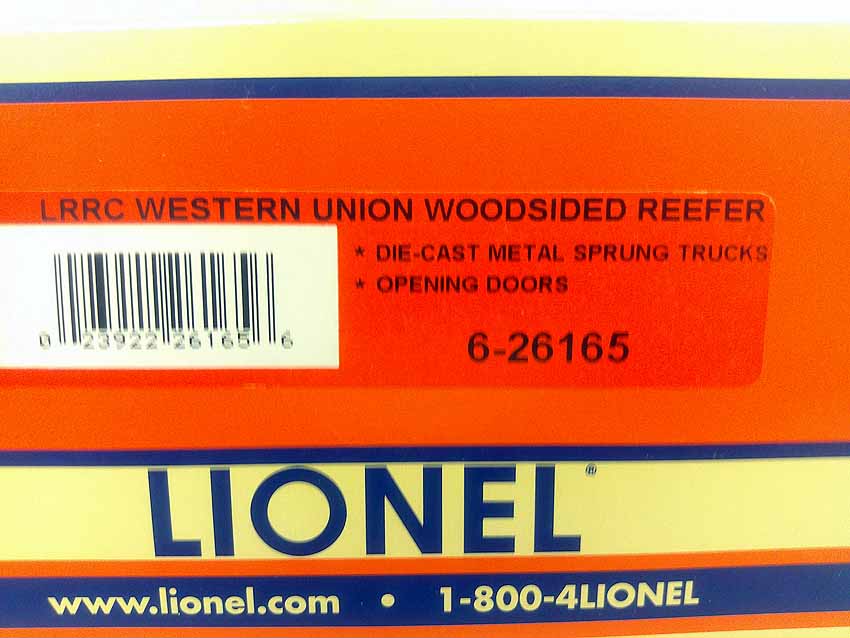 LRRC WESTERN UNION WOODSIDED REEFER
* DIE-CAST METAL SPRUNG TRUCKS
* OPENING DOORS
0 23922 26165 6
6-26165
LIONEL®
www.lionel.com • 1-800-4LIONEL